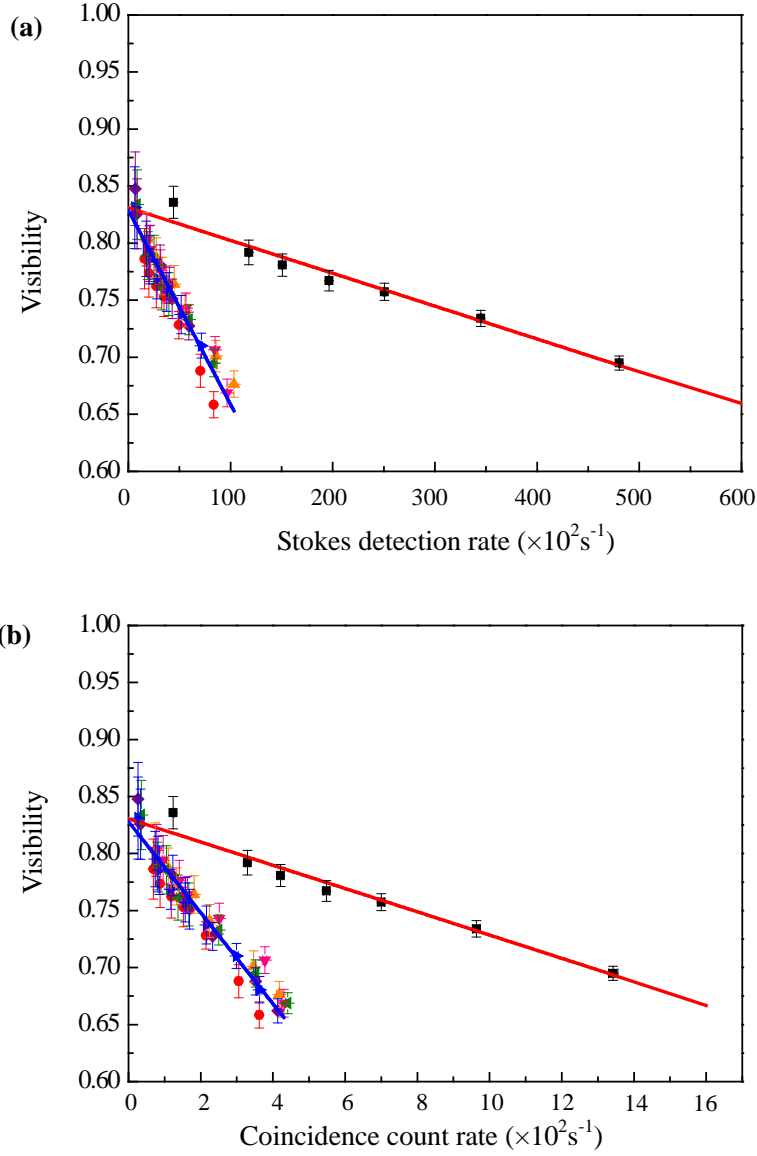 (a)
1.00
0.95
0.90
0.85
0.80
0.75
0.70
0.65
0.60
Visibility
0 100 200 300 400 500 600
Stokes detection rate (×10²s⁻¹)
(b)
1.00
0.95
0.90
0.85
0.80
0.75
0.70
0.65
0.60
Visibility
0 2 4 6 8 10 12 14 16
Coincidence count rate (×10²s⁻¹)